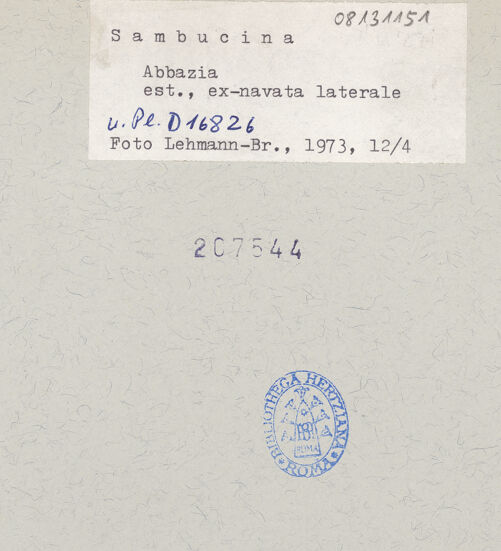 08131151
Sambucina
Abbazia
est., ex-navata laterale
u. Pl. D16826
Foto Lehmann-Br., 1973, 12/4
207544
BIBLIOTHECA HERTZIANA
ROMA
ROMA